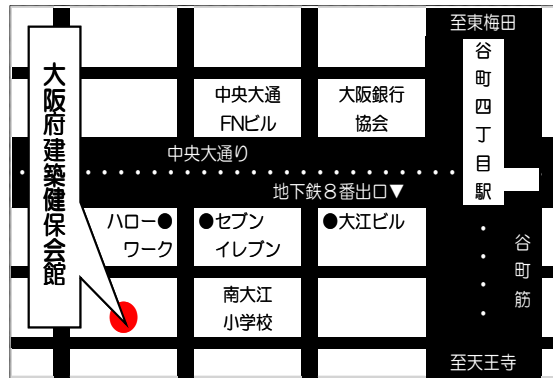 至東梅田
谷町四丁目駅
大阪府建築健保会館
中央大通
FNビル
大阪銀行
協会
中央大通り
地下鉄8番出口▼
ハロー●
ワーク
●セブン
イレブン
●大江ビル
谷町筋
南大江
小学校
至天王寺